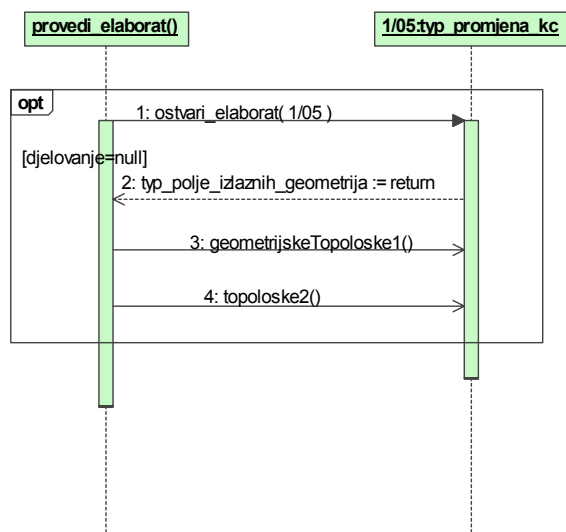 provedi_elaborat()
1/05:typ_promjena_kc
opt
1: ostvari_elaborat( 1/05 )
[djelovanje=null]
2: typ_polje_izlaznih_geometrija := return
3: geometrijskeTopoloske1()
4: topoloske2()